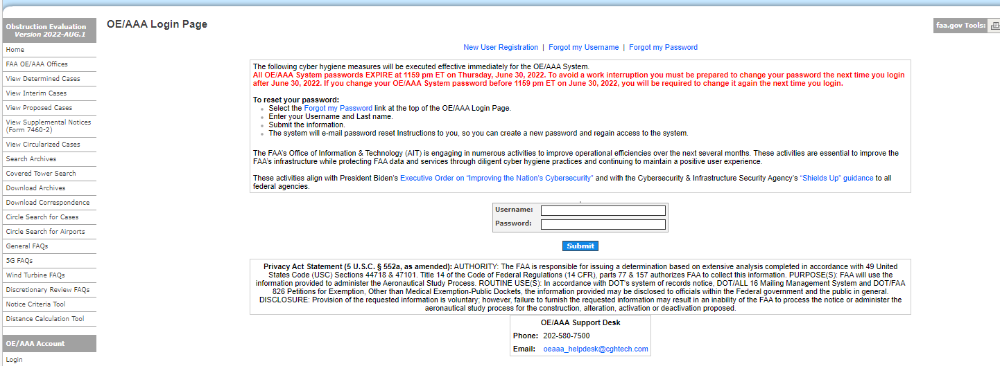 Obstruction Evaluation
Version 2022-AUG.1
Home
FAA OE/AAA Offices
View Determined Cases
View Interim Cases
View Proposed Cases
View Supplemental Notices
(Form 7460-2)
View Circularized Cases
Search Archives
Covered Tower Search
Download Archives
Download Correspondence
Circle Search for Cases
Circle Search for Airports
General FAQs
5G FAQs
Wind Turbine FAQs
Discretionary Review FAQs
Notice Criteria Tool
Distance Calculation Tool
OE/AAA Account
Login
OE/AAA Login Page
faa.gov Tools:
New User Registration | Forgot my Username | Forgot my Password
The following cyber hygiene measures will be executed effective immediately for the OE/AAA System.
All OE/AAA System passwords EXPIRE at 1159 pm ET on Thursday, June 30, 2022. To avoid a work interruption you must be prepared to change your password the next time you login
after June 30, 2022. If you change your OE/AAA System password before 1159 pm ET on June 30, 2022, you will be required to change it again the next time you login.
To reset your password:
Select the Forgot my Password link at the top of the OE/AAA Login Page.
Enter your Username and Last name.
Submit the information.
The system will e-mail password reset Instructions to you, so you can create a new password and regain access to the system.
The FAA's Office of Information & Technology (AIT) is engaging in numerous activities to improve operational efficiencies over the next several months. These activities are essential to improve the
FAA's infrastructure while protecting FAA data and services through diligent cyber hygiene practices and continuing to maintain a positive user experience.
These activities align with President Biden's Executive Order on "Improving the Nation's Cybersecurity" and with the Cybersecurity & Infrastructure Security Agency's "Shields Up" guidance to all
federal agencies.
Username:
Password:
Submit
Privacy Act Statement (5 U.S.C. § 552a, as amended): AUTHORITY: The FAA is responsible for issuing a determination based on extensive analysis completed in accordance with 49 United
States Code (USC) Sections 44718 & 47101. Title 14 of the Code of Federal Regulations (14 CFR), parts 77 & 157 authorizes FAA to collect this information. PURPOSE(S): FAA will use the
information provided to administer the Aeronautical Study Process. ROUTINE USE(S): In accordance with DOT's system of records notice, DOT/ALL 16 Mailing Management System and DOT/FAA
826 Petitions for Exemption, Other than Medical Exemption-Public Dockets, the information provided may be disclosed to officials within the Federal government and the public in general.
DISCLOSURE: Provision of the requested information is voluntary; however, failure to furnish the requested information may result in an inability of the FAA to process the notice or administer the
aeronautical study process for the construction, alteration, activation or deactivation proposed.
OE/AAA Support Desk
Phone: 202-580-7500
Email: oeaaa_helpdesk@cghtech.com